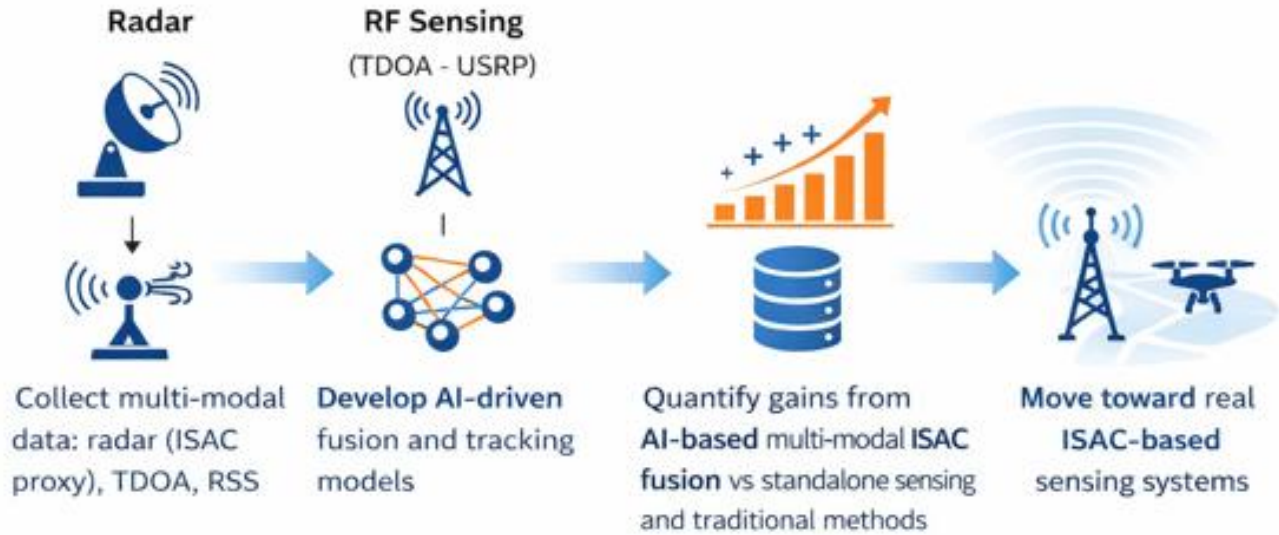 Radar
RF Sensing
(TDOA - USRP)
Collect multi-modal
data: radar (ISAC
proxy), TDOA, RSS
Develop AI-driven
fusion and tracking
models
Quantify gains from
AI-based multi-modal ISAC
fusion vs standalone sensing
and traditional methods
Move toward real
ISAC-based
sensing systems